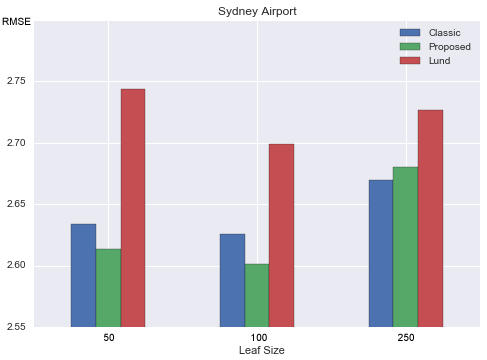 Sydney Airport
RMSE
Classic
Proposed
Lund
2.75
2.70
2.65
2.60
2.55
50 100 250
Leaf Size